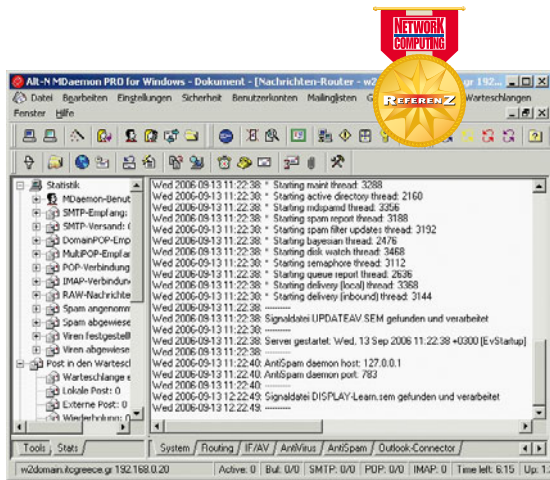 NETWORK
COMPUTING
REFERENZ
Alt-N MDaemon PRO for Windows - Dokument - [Nachrichten-Router - w2 gr 192...
Datei Bearbeiten Einstellungen Sicherheit Benutzerkonten Mailinglisten G Warteschlangen
Fenster Hilfe
Statistik
MDaemon-Benut
SMTP-Empfang:
SMTP-Versand: (
DomainPOP-Emp
MultiPOP-Empfar
POP-Verbindung
IMAP-Verbindun
RAW-Nachrichte
Spam angenomm
Spam abgewiese
Viren festgestell
Viren abgewiese
Post in den Wartescl
Warteschlange e
Lokale Post: 0
Externe Post: 0
Wiederholung: 0
Wed 2006-09-13 11:22:38: * Starting maint thread: 3288
Wed 2006-09-13 11:22:38: * Starting active directory thread: 2160
Wed 2006-09-13 11:22:38: * Starting mdspamd thread: 3356
Wed 2006-09-13 11:22:38: * Starting spam report thread: 3188
Wed 2006-09-13 11:22:38: * Starting spam filter updates thread: 3192
Wed 2006-09-13 11:22:38: * Starting bayesian thread: 2476
Wed 2006-09-13 11:22:38: * Starting disk watch thread: 3468
Wed 2006-09-13 11:22:38: * Starting semaphore thread: 3112
Wed 2006-09-13 11:22:38: * Starting queue report thread: 2636
Wed 2006-09-13 11:22:38: * Starting delivery (local) thread: 3368
Wed 2006-09-13 11:22:38: * Starting delivery (inbound) thread: 3144
Wed 2006-09-13 11:22:38: ----------
Wed 2006-09-13 11:22:38: Signaldatei UPDATEAV.SEM gefunden und verarbeitet
Wed 2006-09-13 11:22:38: ----------
Wed 2006-09-13 11:22:38: Server gestartet: Wed, 13 Sep 2006 11:22:38 +0300 [EvStartup]
Wed 2006-09-13 11:22:38: ----------
Wed 2006-09-13 11:22:40: AntiSpam daemon host: 127.0.0.1
Wed 2006-09-13 11:22:40: AntiSpam daemon port: 783
Wed 2006-09-13 11:22:40: ----------
Wed 2006-09-13 12:22:49: Signaldatei DISPLAY-Learn.sem gefunden und verarbeitet
Wed 2006-09-13 12:22:49: ----------
Tools Stats
System Routing IF/AV AntiVirus AntiSpam Outlook-Connector
w2domain.itcgreece.gr 192.168.0.20 Active: 0 Buf: 0/0 SMTP: 0/0 POP: 0/0 IMAP: 0 Time left: 6:15 Up: 1: